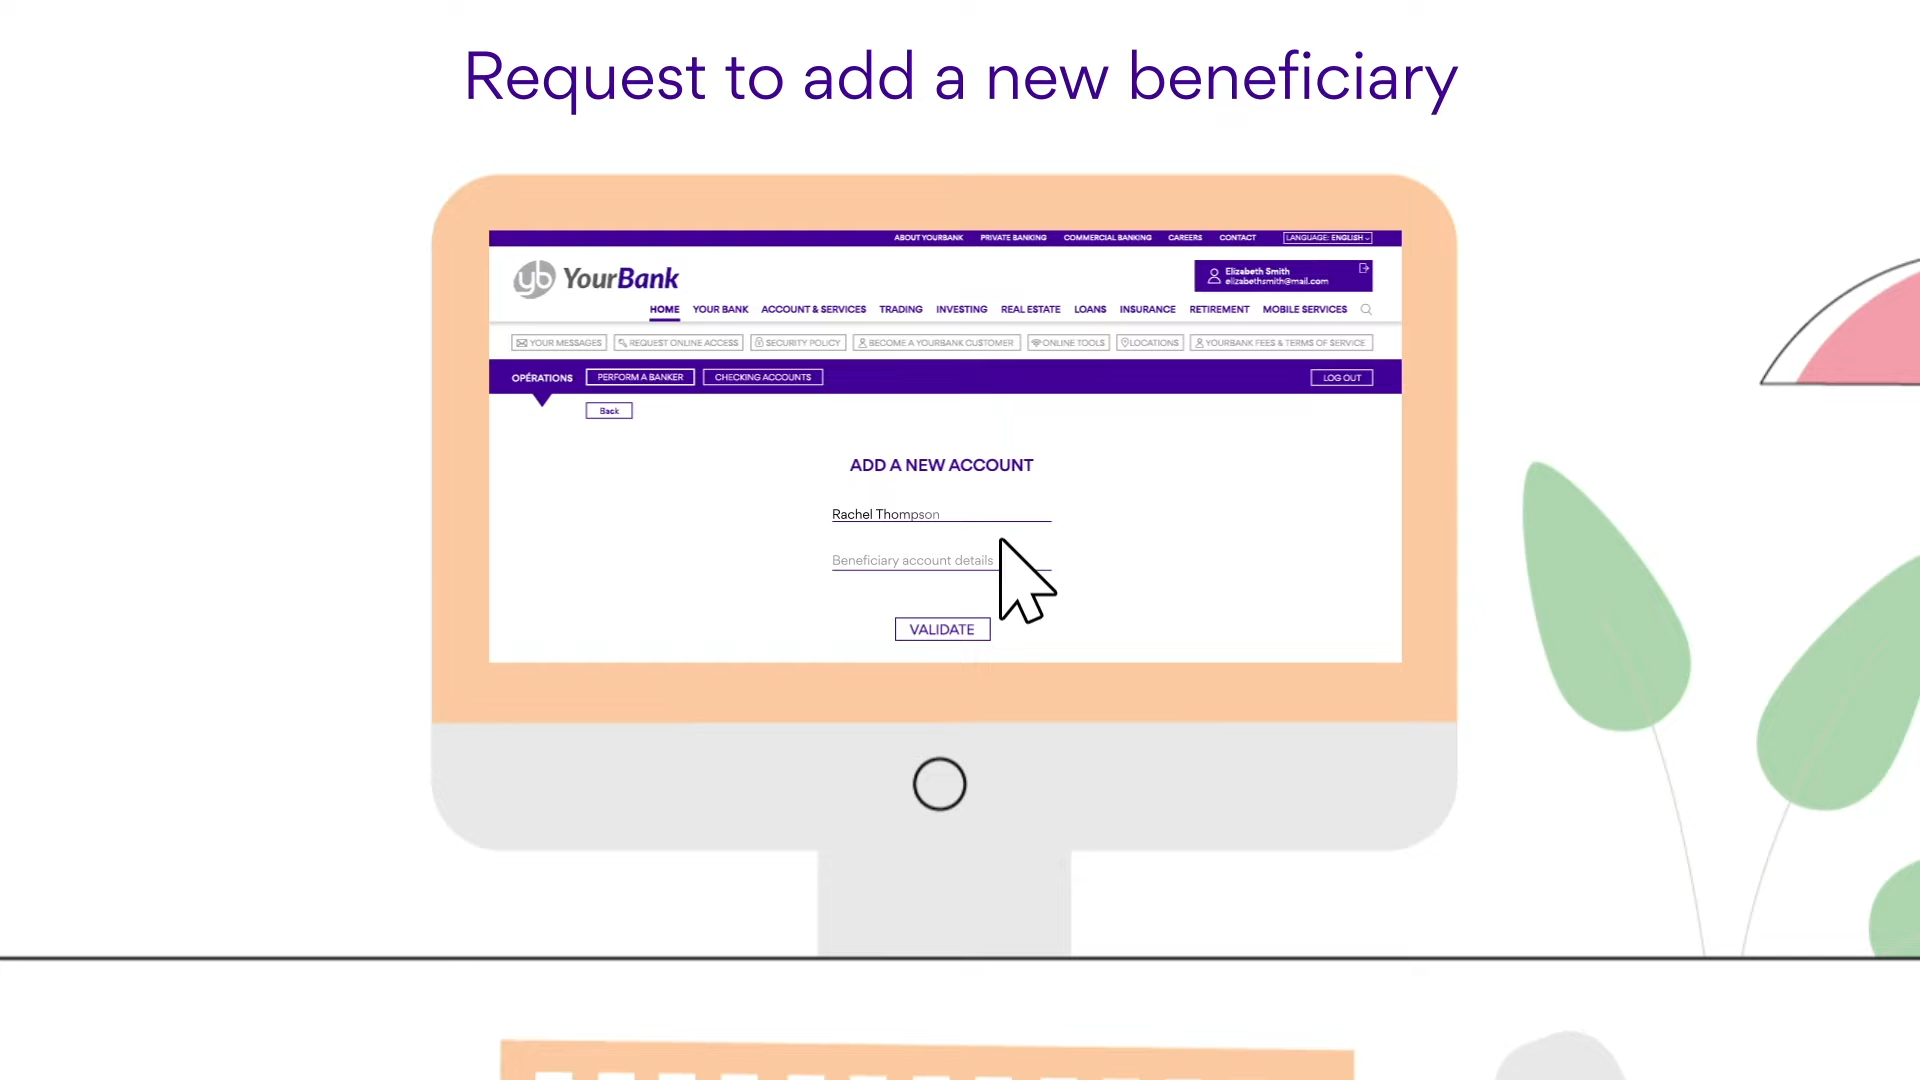 Request to add a new beneficiary
ABOUT YOURBANK PRIVATE BANKING COMMERCIAL BANKING CAREERS CONTACT LANGUAGE: ENGLISH
yb YourBank
Elizabeth Smith
elizabethsmith@mail.com
HOME YOUR BANK ACCOUNT & SERVICES TRADING INVESTING REAL ESTATE LOANS INSURANCE RETIREMENT MOBILE SERVICES
YOUR MESSAGES REQUEST ONLINE ACCESS SECURITY POLICY BECOME A YOURBANK CUSTOMER ONLINE TOOLS LOCATIONS YOURBANK FEES & TERMS OF SERVICE
OPÉRATIONS PERFORM A BANKER CHECKING ACCOUNTS LOG OUT
Back
ADD A NEW ACCOUNT
Rachel Thompson
Beneficiary account details
VALIDATE